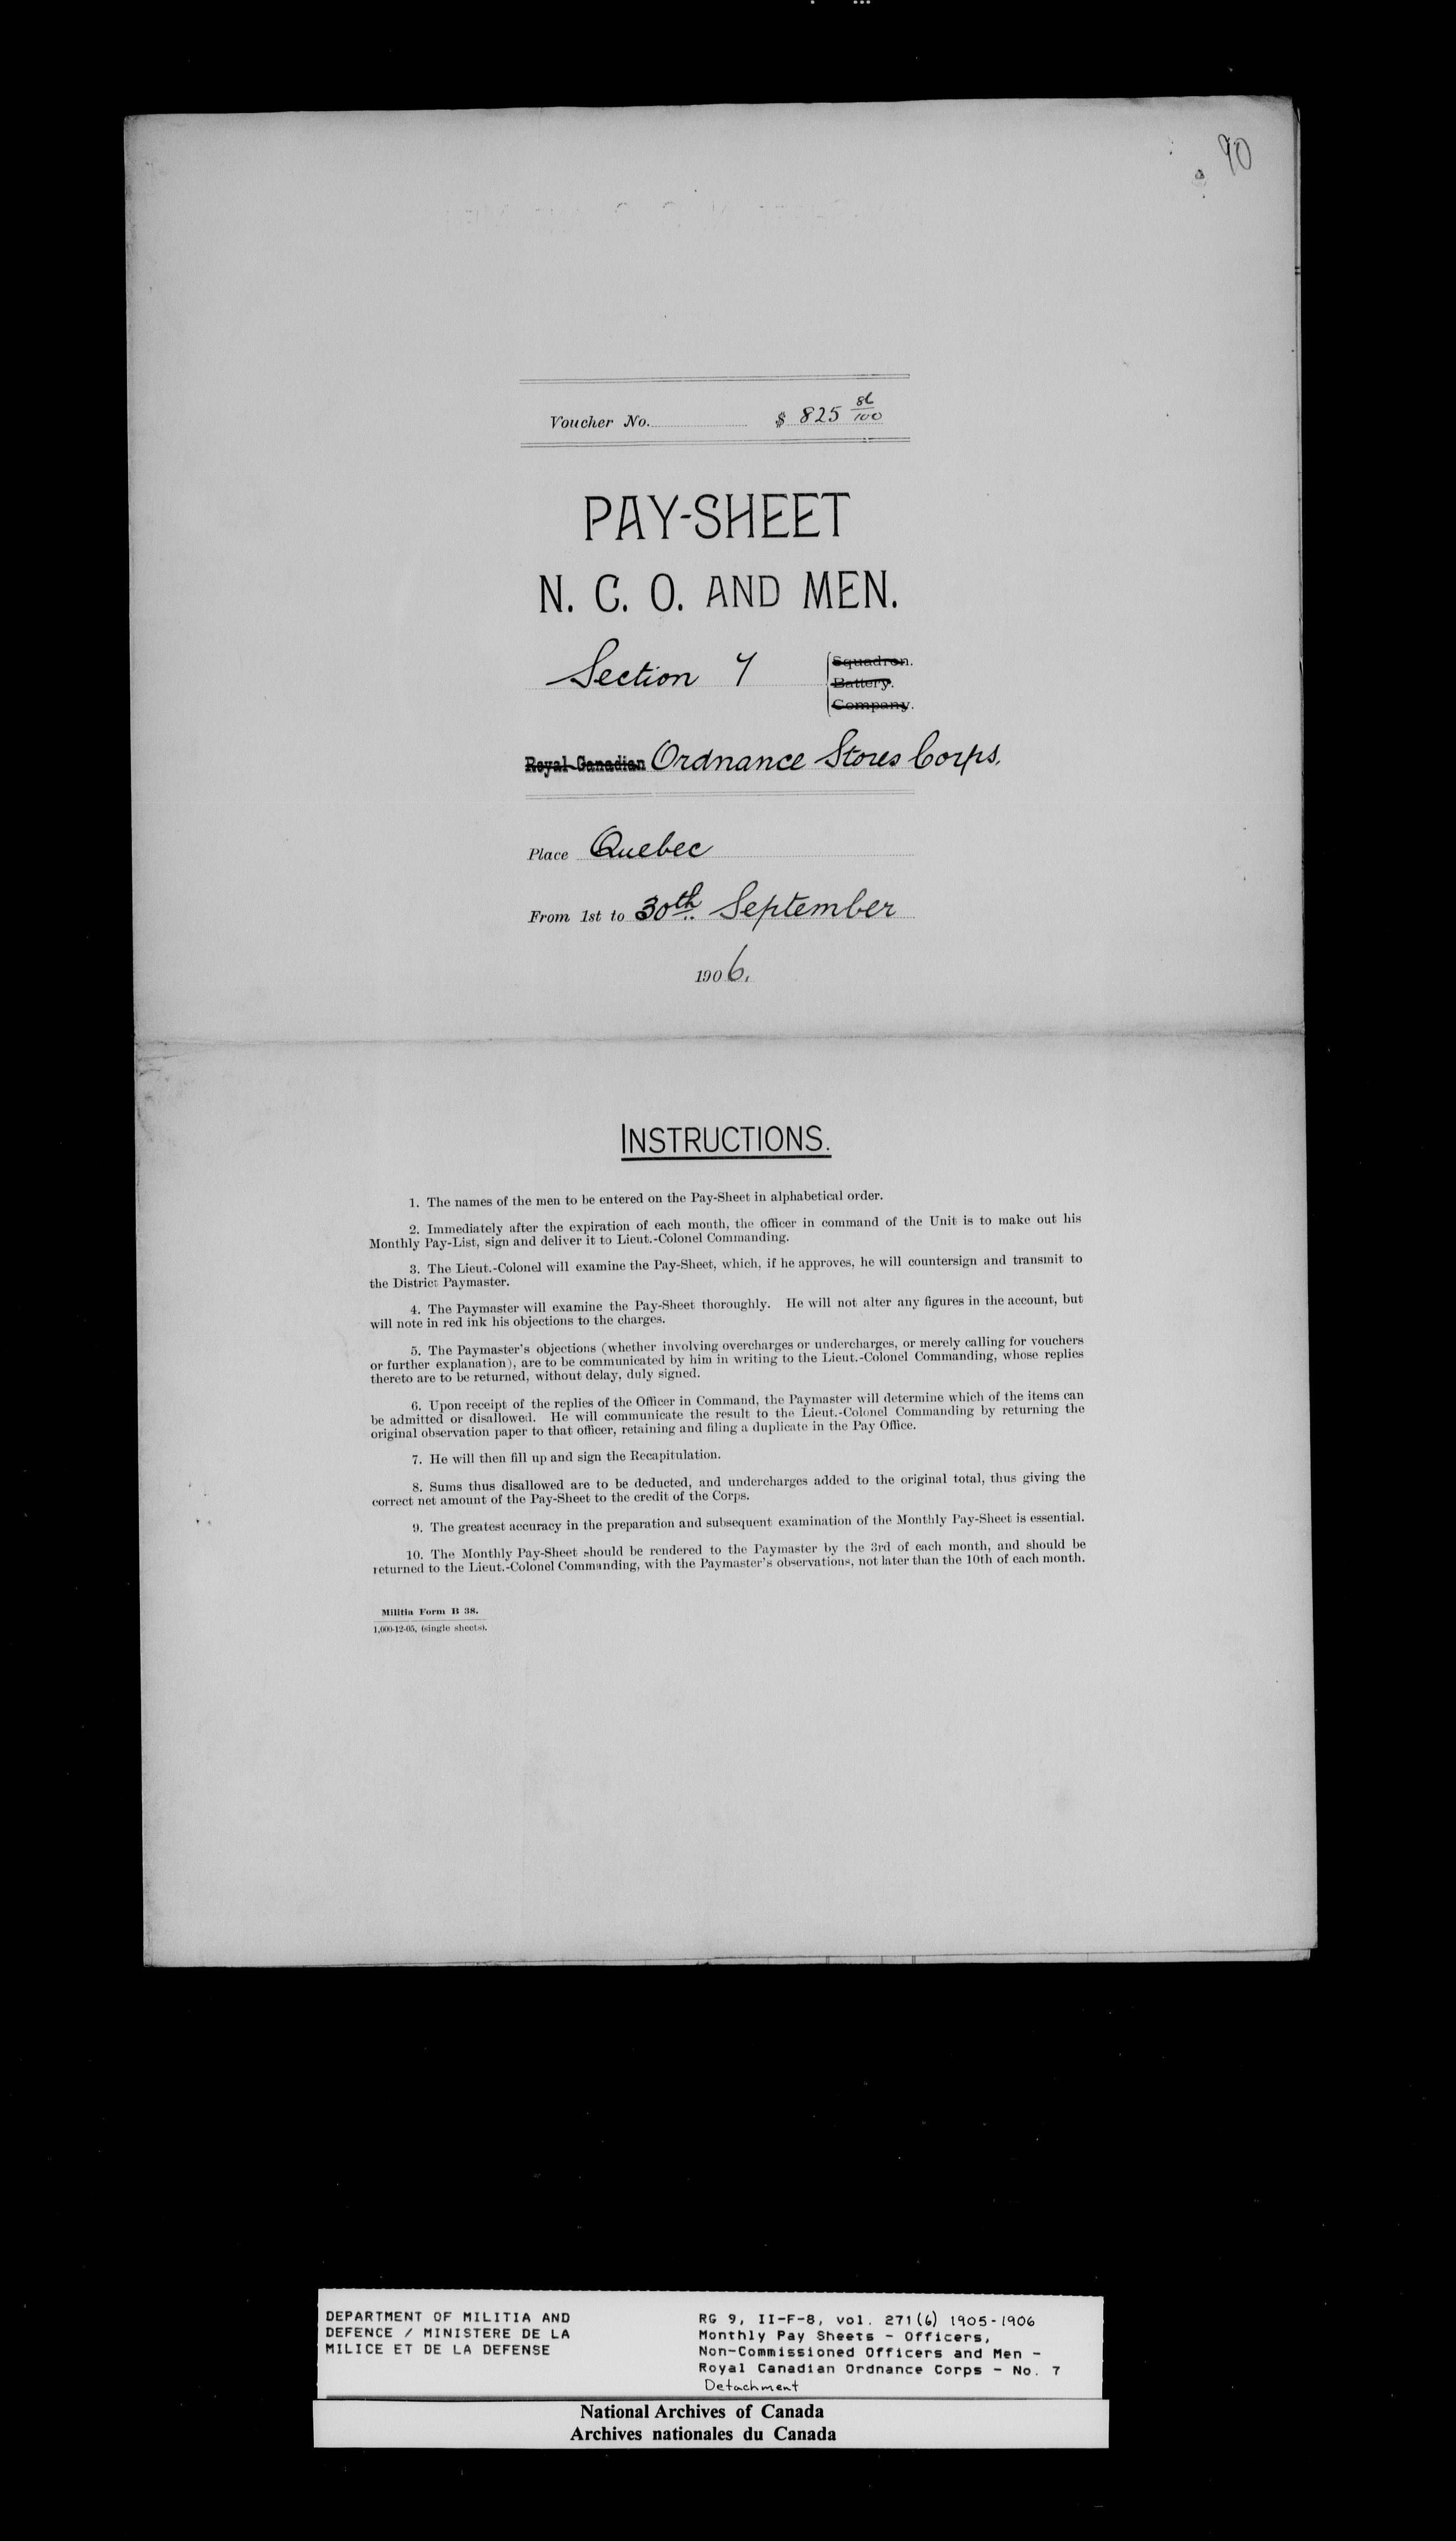 90
Voucher No. $ 825 86/100
PAY-SHEET
N. C. O. AND MEN.
Section 7 Squadron.
Battery.
Company.
Royal Canadian Ordnance Stores Corps.
Place Quebec
From 1st to 30th September
1906.
INSTRUCTIONS.
1. The names of the men to be entered on the Pay-Sheet in alphabetical order.
2. Immediately after the expiration of each month, the officer in command of the Unit is to make out his
Monthly Pay-List, sign and deliver it to Lieut.-Colonel Commanding.
3. The Lieut.-Colonel will examine the Pay-Sheet, which, if he approves, he will countersign and transmit to
the District Paymaster.
4. The Paymaster will examine the Pay-Sheet thoroughly. He will not alter any figures in the account, but
will note in red ink his objections to the charges.
5. The Paymaster's objections (whether involving overcharges or undercharges, or merely calling for vouchers
or further explanation), are to be communicated by him in writing to the Lieut.-Colonel Commanding, whose replies
thereto are to be returned, without delay, duly signed.
6. Upon receipt of the replies of the Officer in Command, the Paymaster will determine which of the items can
be admitted or disallowed. He will communicate the result to the Lieut.-Colonel Commanding by returning the
original observation paper to that officer, retaining and filing a duplicate in the Pay Office.
7. He will then fill up and sign the Recapitulation.
8. Sums thus disallowed are to be deducted, and undercharges added to the original total, thus giving the
correct net amount of the Pay-Sheet to the credit of the Corps.
9. The greatest accuracy in the preparation and subsequent examination of the Monthly Pay-Sheet is essential.
10. The Monthly Pay-Sheet should be rendered to the Paymaster by the 3rd of each month, and should be
returned to the Lieut.-Colonel Commanding, with the Paymaster's observations, not later than the 10th of each month.
Militia Form B 38.
1,000-12-05, (single sheets).
DEPARTMENT OF MILITIA AND
DEFENCE / MINISTERE DE LA
MILICE ET DE LA DEFENSE
RG 9, II-F-8, vol. 271(6) 1905-1906
Monthly Pay Sheets - Officers,
Non-Commissioned Officers and Men -
Royal Canadian Ordnance Corps - No. 7
Detachment
National Archives of Canada
Archives nationales du Canada